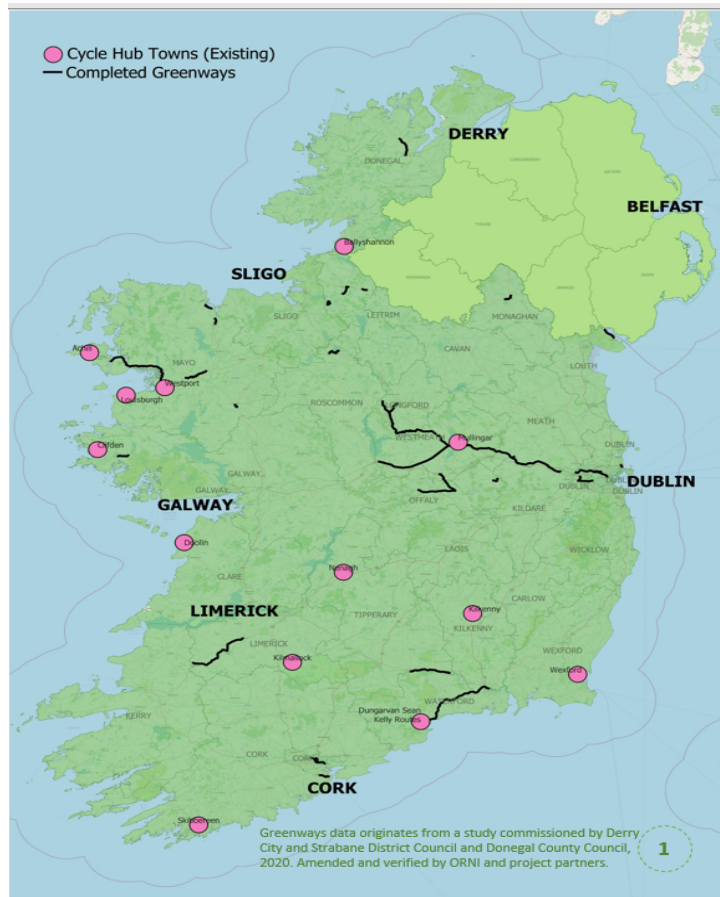 Cycle Hub Towns (Existing)
Completed Greenways
DERRY
DONEGAL
BELFAST
Ballyshannon
SLIGO
SLIGO
LEITRIM
MONAGHAN
CAVAN
LOUTH
Achill
MAYO
Westport
Louisburgh
ROSCOMMON
LONGFORD
MEATH
WESTMEATH
Mullingar
DUBLIN
Clifden
GALWAY
GALWAY
GALWAY
OFFALY
KILDARE
DUBLIN
DUBLIN
DUBLIN
DUBLIN
Doolin
LAOIS
WICKLOW
CLARE
Nenagh
CARLOW
LIMERICK
TIPPERARY
Kilkenny
KILKENNY
LIMERICK
Kilmallock
WEXFORD
Wexford
KERRY
WATERFORD
Dungarvan Sean
Kelly Routes
CORK
CORK
CORK
Skibbereen
Greenways data originates from a study commissioned by Derry
City and Strabane District Council and Donegal County Council,
2020. Amended and verified by ORNI and project partners.
1